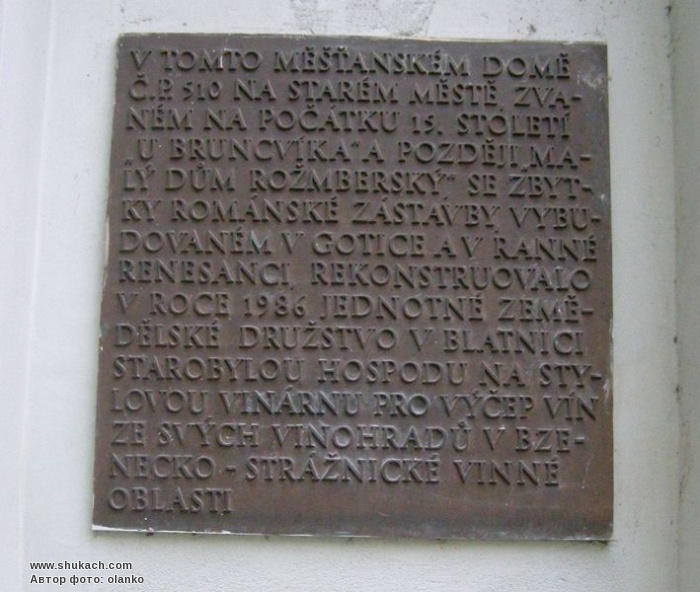 V TOMTO MĚŠŤANSKÉM DOMĚ
Č.P. 510 NA STARÉM MĚSTĚ, ZVA-
NÉM NA POČÁTKU 15. STOLETÍ
„U BRUNCVÍKA“ A POZDĚJI „MA-
LÝ DŮM ROŽMBERSKÝ“ SE ZBYT-
KY ROMÁNSKÉ ZÁSTAVBY, VYBU-
DOVANÉM V GOTICE A V RANNÉ
RENESANCI, REKONSTRUOVALO
V ROCE 1986 JEDNOTNÉ ZEMĚ-
DĚLSKÉ DRUŽSTVO V BLATNICI
STAROBYLOU HOSPODU NA STY-
LOVOU VINÁRNU PRO VÝČEP VÍN
ZE SVÝCH VINOHRADŮ V BZE-
NECKO - STRÁŽNICKÉ VINNÉ
OBLASTI
www.shukach.com
Автор фото: olanko